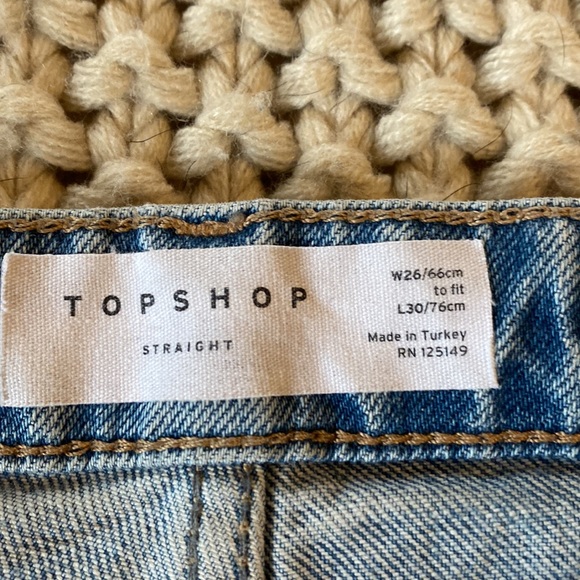 TOPSHOP
STRAIGHT
W26/66cm
to fit
L30/76cm
Made in Turkey
RN 125149